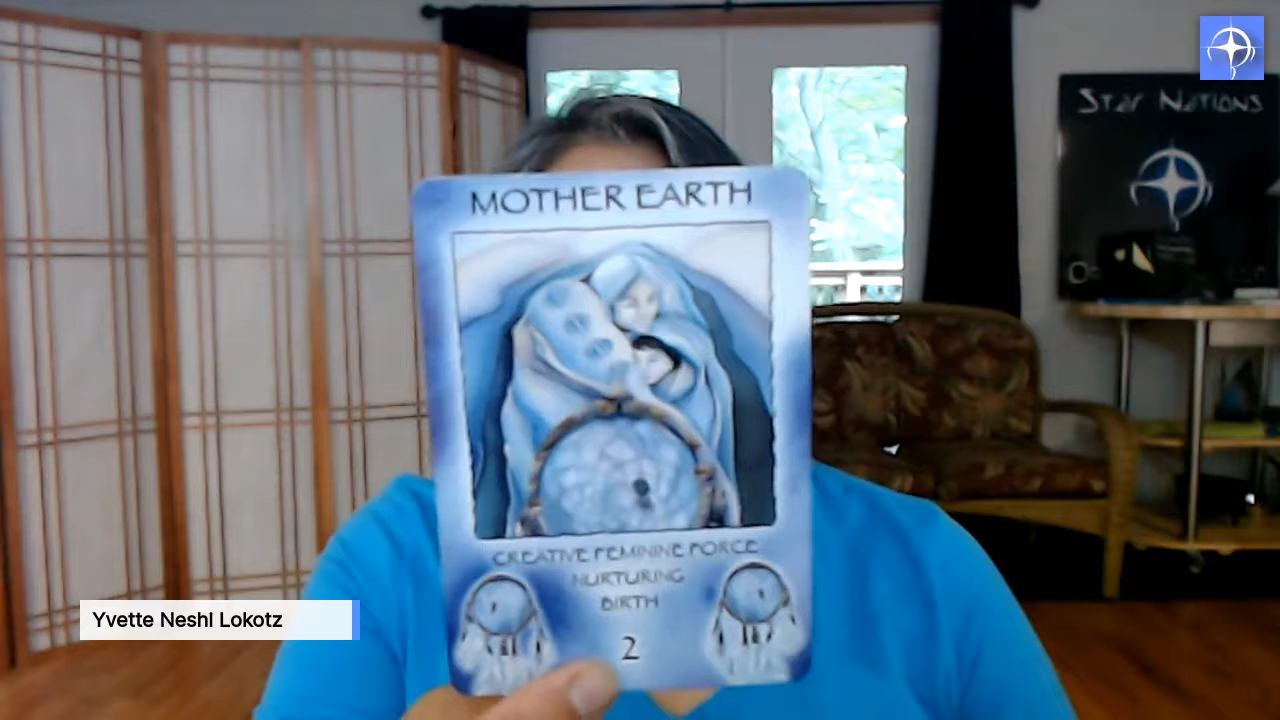 Star Nations
MOTHER EARTH
CREATIVE FEMININE FORCE
NURTURING
BIRTH
2
Yvette Neshi Lokotz